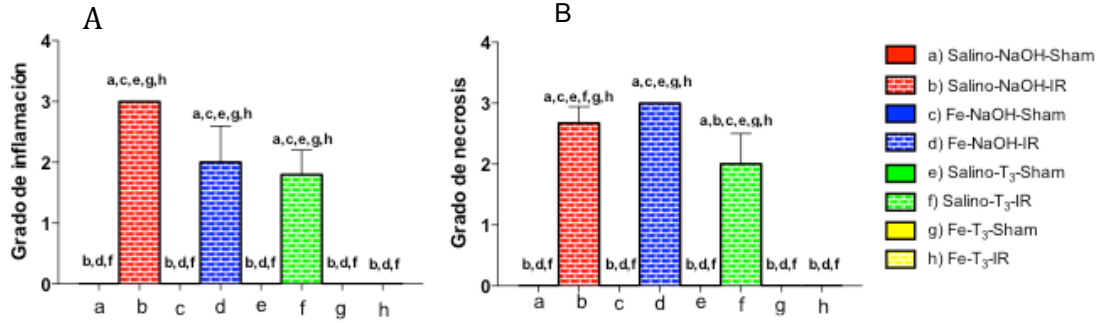 A
Grado de inflamación
4
3
2
1
0
a,c,e,g,h
a,c,e,g,h
a,c,e,g,h
b,d,f
b,d,f
b,d,f
b,d,f
b,d,f
a b c d e f g h
B
Grado de necrosis
4
3
2
1
0
a,c,e,f,g,h
a,c,e,g,h
a,b,c,e,g,h
b,d,f
b,d,f
b,d,f
b,d,f
b,d,f
a b c d e f g h
a) Salino-NaOH-Sham
b) Salino-NaOH-IR
c) Fe-NaOH-Sham
d) Fe-NaOH-IR
e) Salino-T₃-Sham
f) Salino-T₃-IR
g) Fe-T₃-Sham
h) Fe-T₃-IR